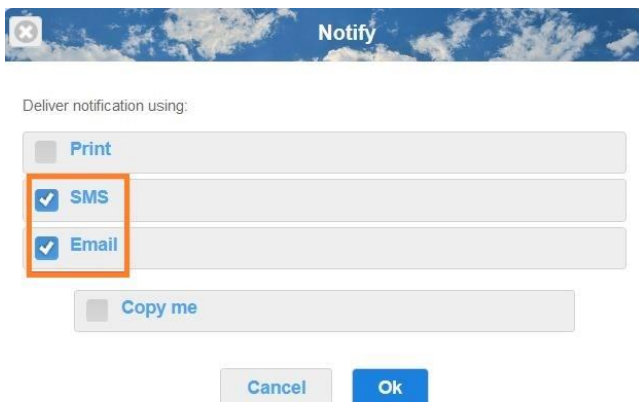 Notify
Deliver notification using:
Print
SMS
Email
Copy me
Cancel Ok